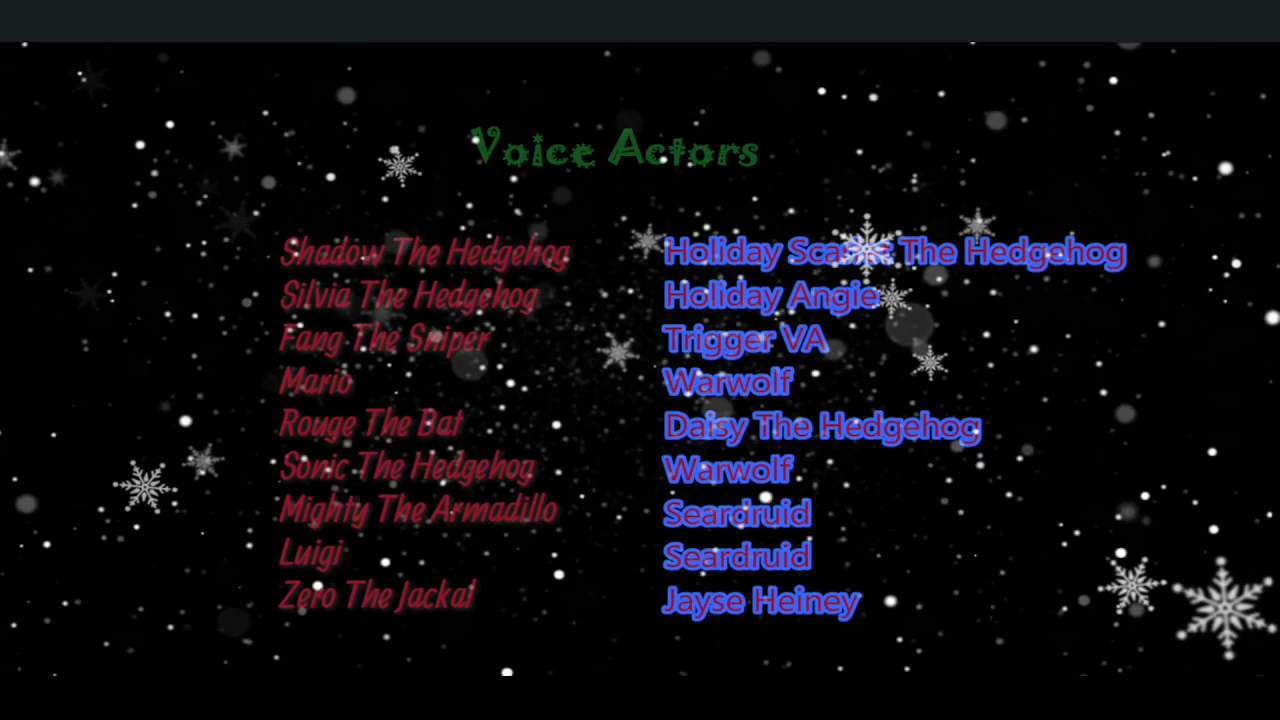 Voice Actors
Shadow The Hedgehog Holiday The Hedgehog
Silvia The Hedgehog Holiday Angie
Fang The Sniper Trigger VA
Mario Warwolf
Rouge The Bat Daisy The Hedgehog
Sonic The Hedgehog Warwolf
Mighty The Armadillo Seardruid
Luigi Seardruid
Zero The Jackal Jayse Heiney